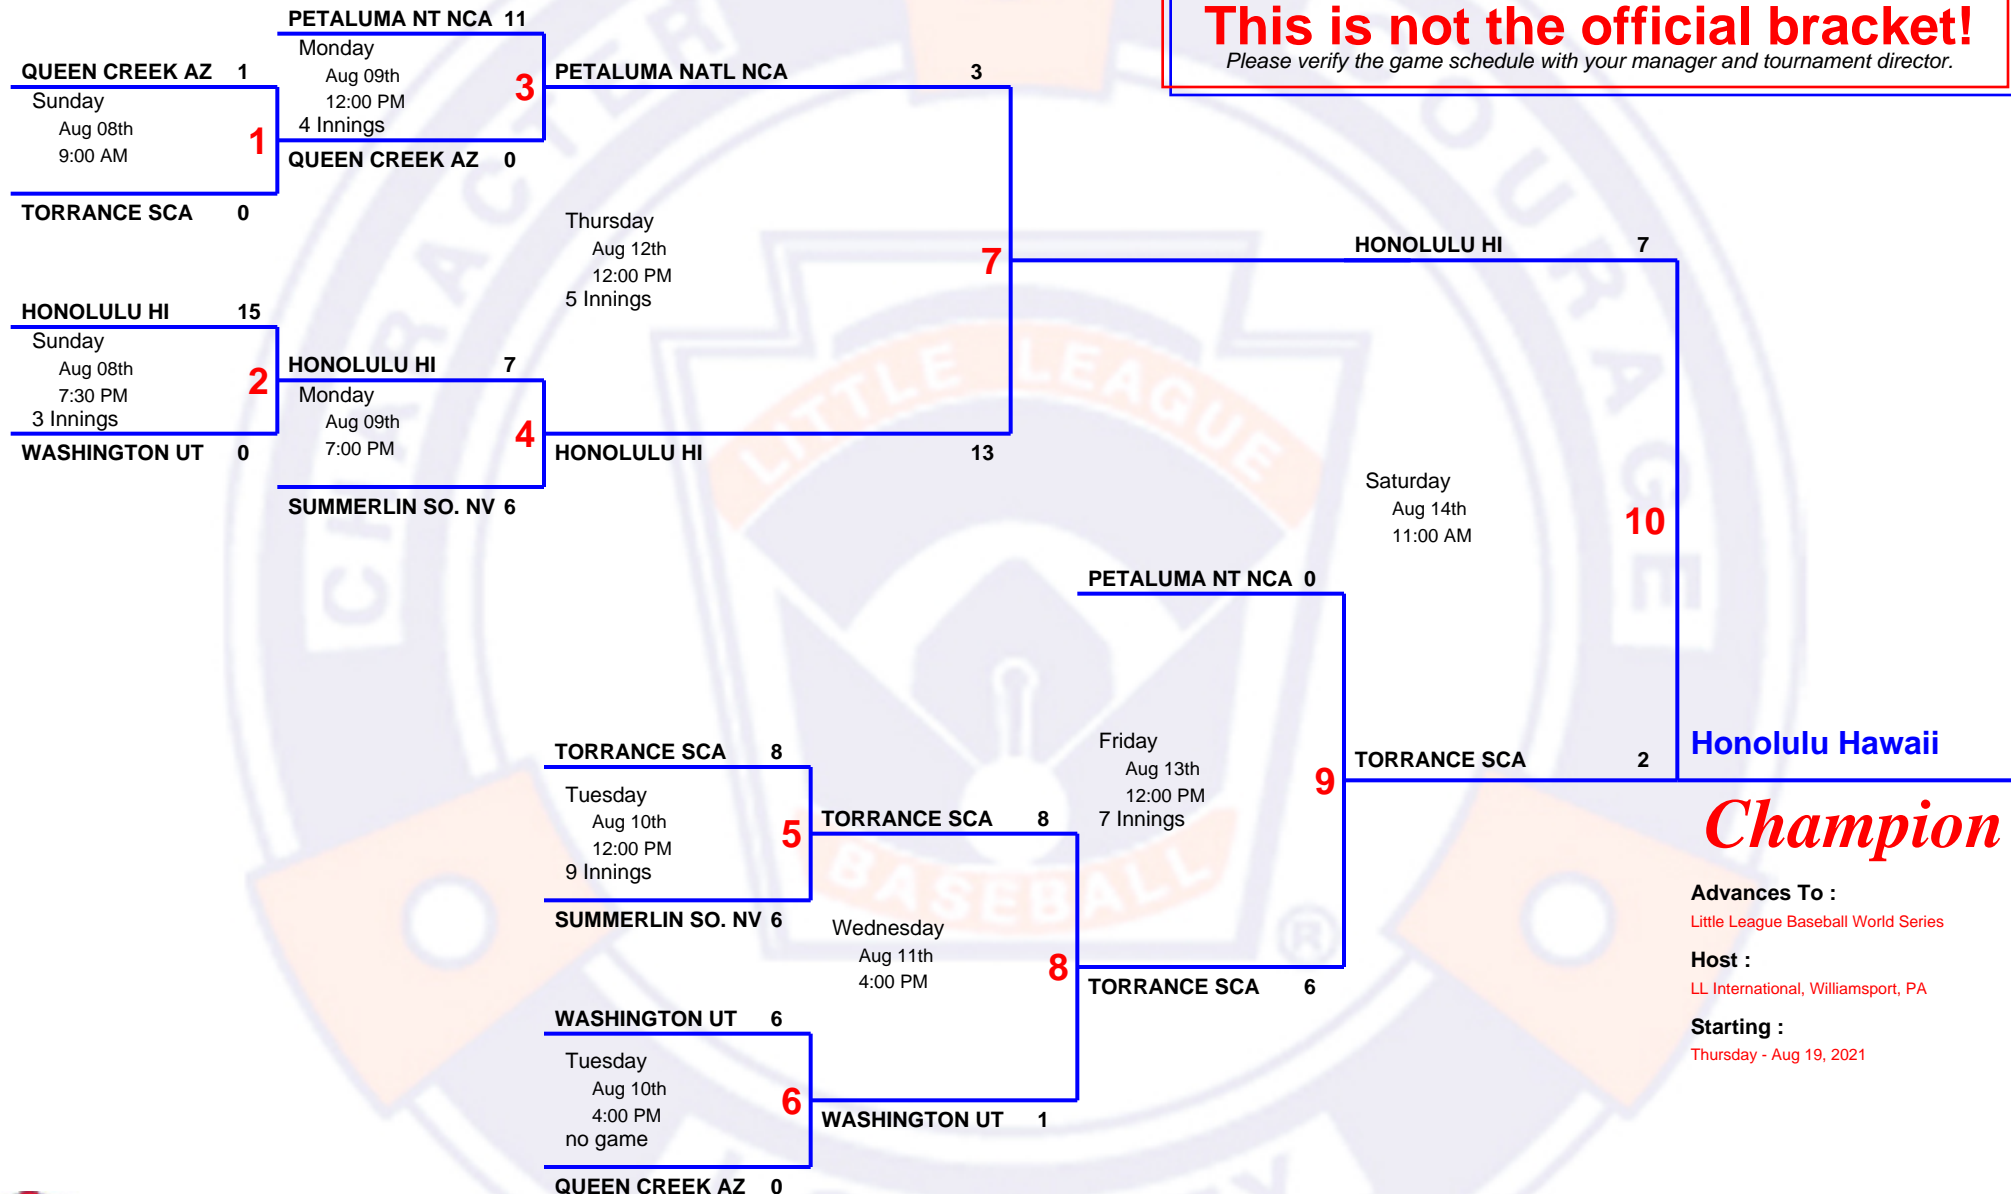 This is not the official bracket!
Please verify the game schedule with your manager and tournament director.
PETALUMA NT NCA 11
Monday
Aug 09th
12:00 PM
4 Innings
3
QUEEN CREEK AZ 0
QUEEN CREEK AZ 1
Sunday
Aug 08th
9:00 AM
1
TORRANCE SCA 0
PETALUMA NATL NCA 3
Thursday
Aug 12th
12:00 PM
5 Innings
7
HONOLULU HI 13
HONOLULU HI 15
Sunday
Aug 08th
7:30 PM
3 Innings
2
WASHINGTON UT 0
HONOLULU HI 7
Monday
Aug 09th
7:00 PM
4
SUMMERLIN SO. NV 6
HONOLULU HI 7
Saturday
Aug 14th
11:00 AM
10
TORRANCE SCA 2
PETALUMA NT NCA 0
Friday
Aug 13th
12:00 PM
7 Innings
9
TORRANCE SCA 6
TORRANCE SCA 8
Tuesday
Aug 10th
12:00 PM
9 Innings
5
SUMMERLIN SO. NV 6
TORRANCE SCA 8
Wednesday
Aug 11th
4:00 PM
8
WASHINGTON UT 1
WASHINGTON UT 6
Tuesday
Aug 10th
4:00 PM
no game
6
QUEEN CREEK AZ 0
Honolulu Hawaii
Champion
Advances To :
Little League Baseball World Series
Host :
LL International, Williamsport, PA
Starting :
Thursday - Aug 19, 2021
CHARACTER
COURAGE
LITTLE LEAGUE
BASEBALL
®